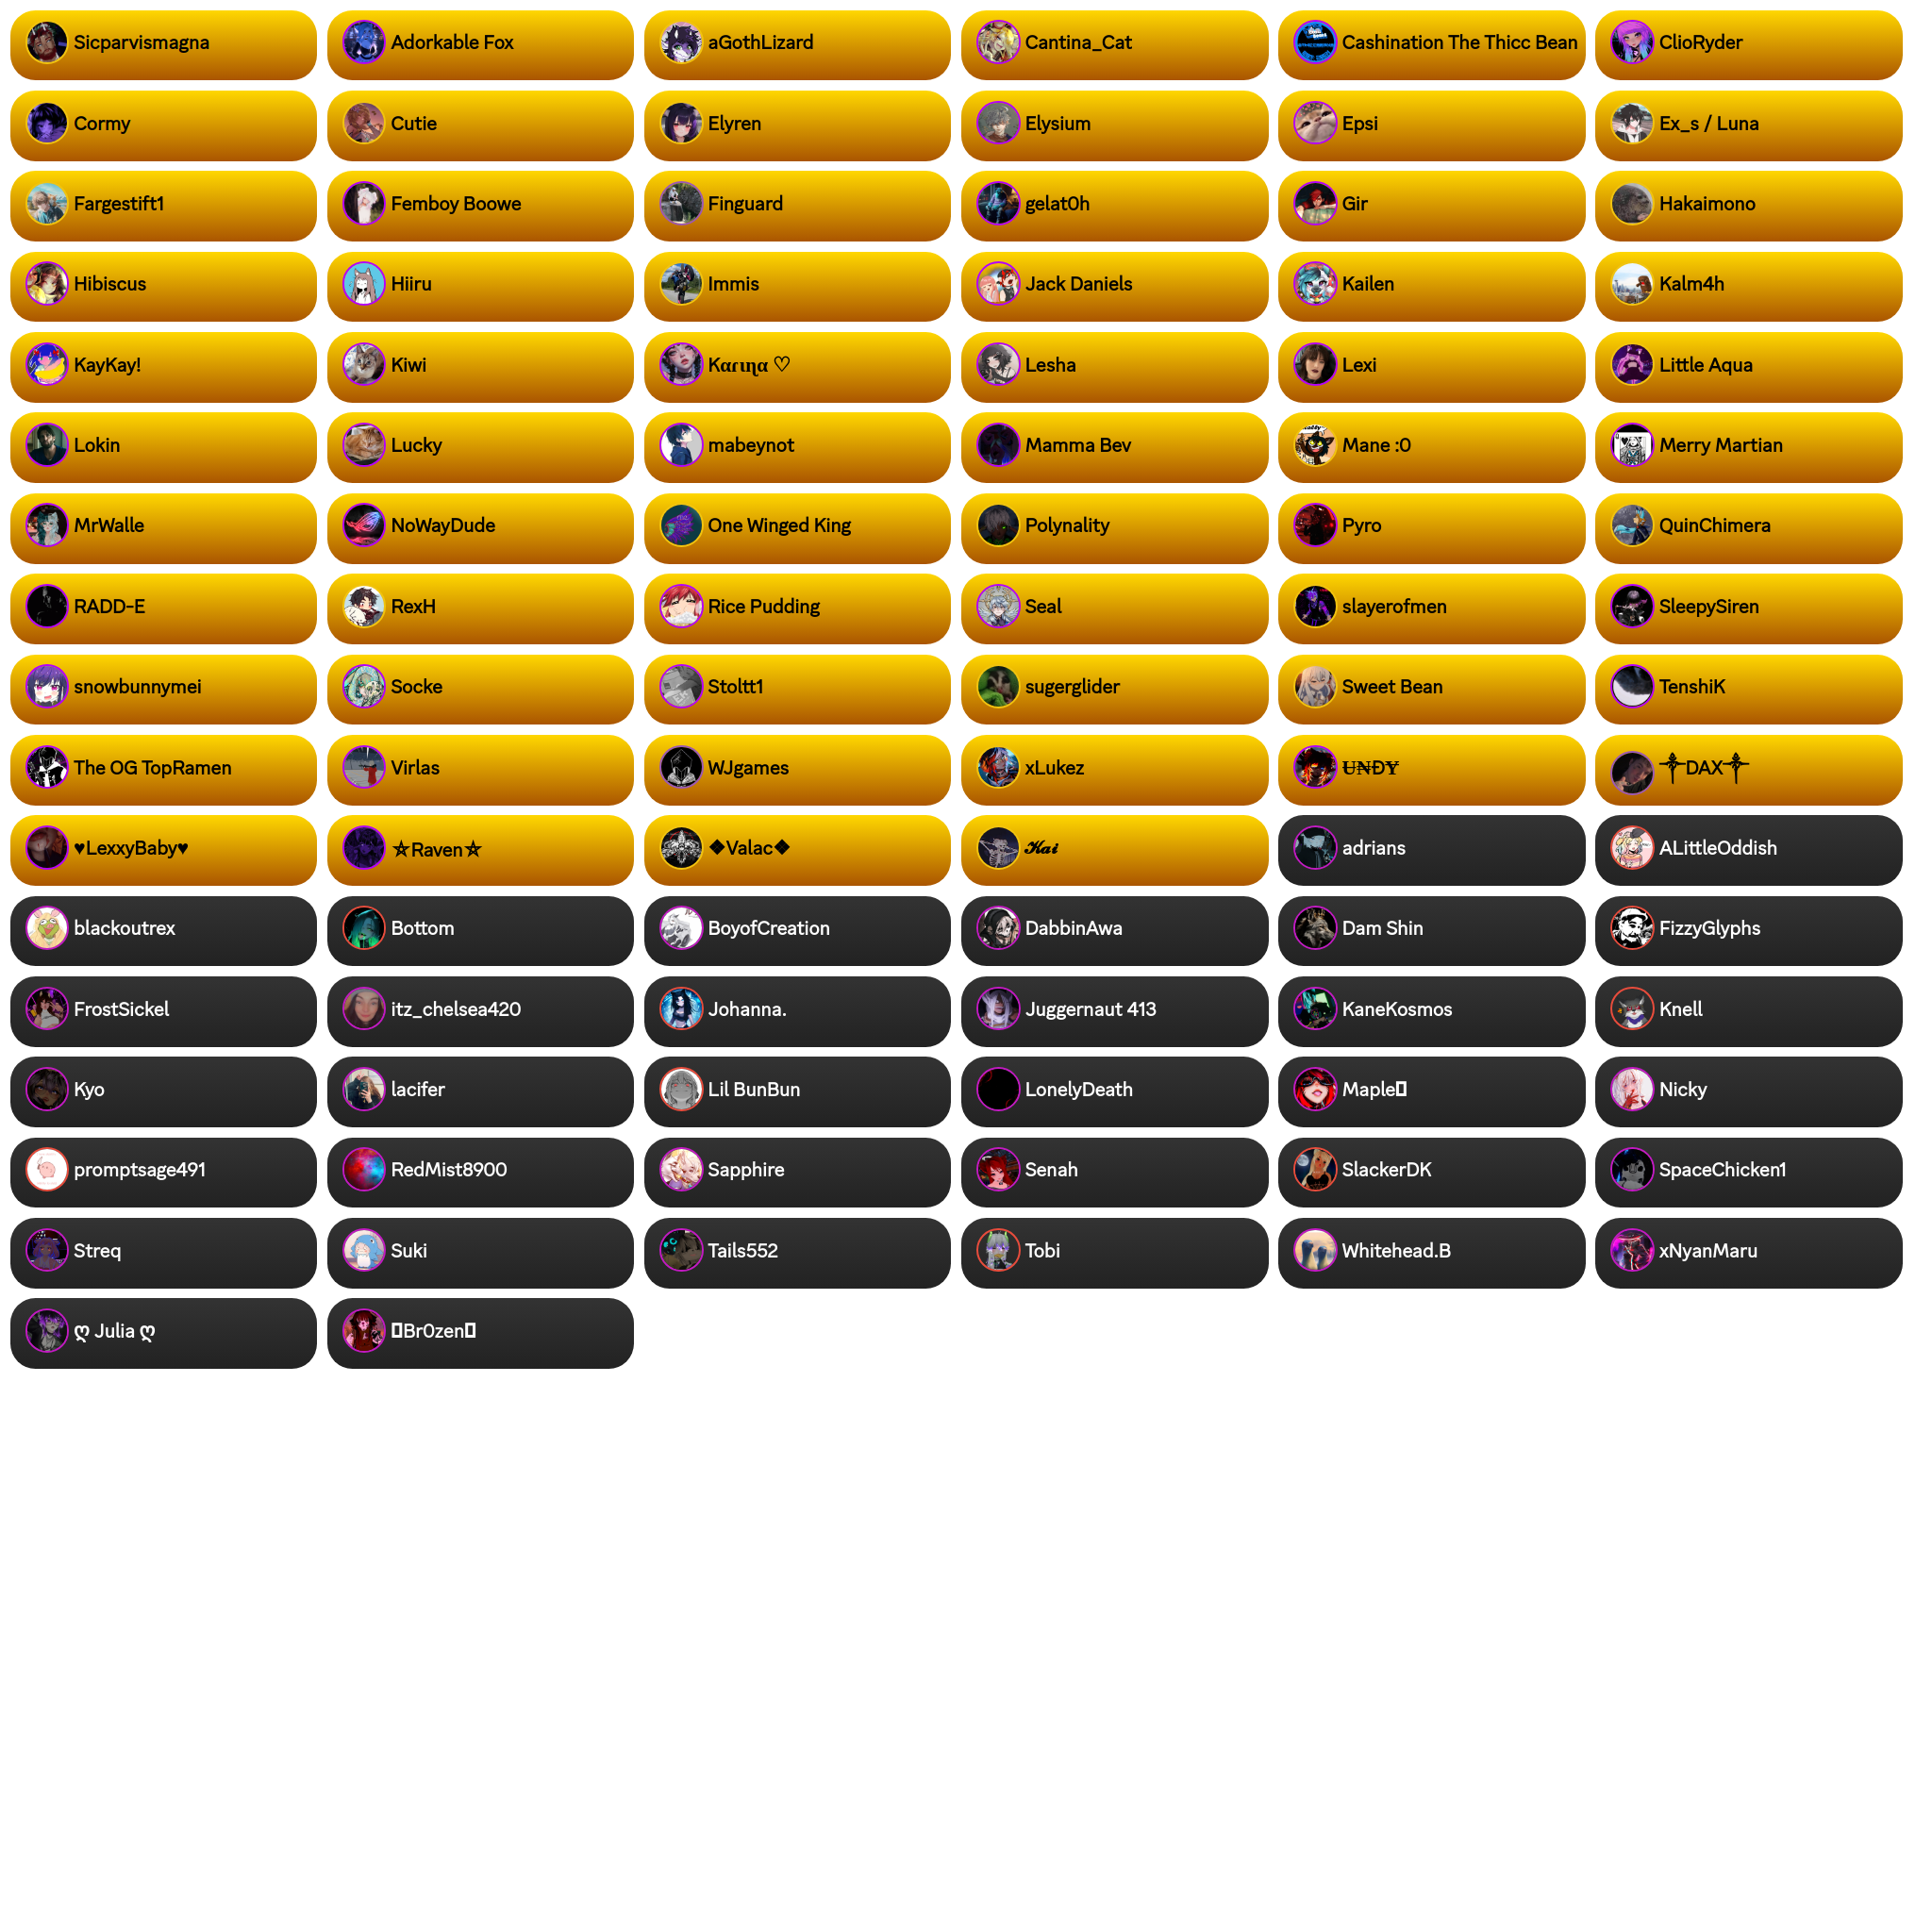 Sicparvismagna
Adorkable Fox
aGothLizard
Cantina_Cat
Cashination The Thicc Bean
ClioRyder
Cormy
Cutie
Elyren
Elysium
Epsi
Ex_s / Luna
Fargestift1
Femboy Boowe
Finguard
gelat0h
Gir
Hakaimono
Hibiscus
Hiiru
Immis
Jack Daniels
Kailen
Kalm4h
KayKay!
Kiwi
Kαɾιɳα ♡
Lesha
Lexi
Little Aqua
Lokin
Lucky
mabeynot
Mamma Bev
Mane :0
Merry Martian
MrWalle
NoWayDude
One Winged King
Polynality
Pyro
QuinChimera
RADD-E
RexH
Rice Pudding
Seal
slayerofmen
SleepySiren
snowbunnymei
Socke
Stoltt1
sugerglider
Sweet Bean
TenshiK
The OG TopRamen
Virlas
WJgames
xLukez
U̶N̶ĐY̶
༒DAX༒
♥LexxyBaby♥
⛤Raven⛤
❖Valac❖
𝓚𝓪𝓲
adrians
ALittleOddish
blackoutrex
Bottom
BoyofCreation
DabbinAwa
Dam Shin
FizzyGlyphs
FrostSickel
itz_chelsea420
Johanna.
Juggernaut 413
KaneKosmos
Knell
Kyo
lacifer
Lil BunBun
LonelyDeath
Maple
Nicky
promptsage491
RedMist8900
Sapphire
Senah
SlackerDK
SpaceChicken1
Streq
Suki
Tails552
Tobi
Whitehead.B
xNyanMaru
ღ Julia ღ
Br0zen